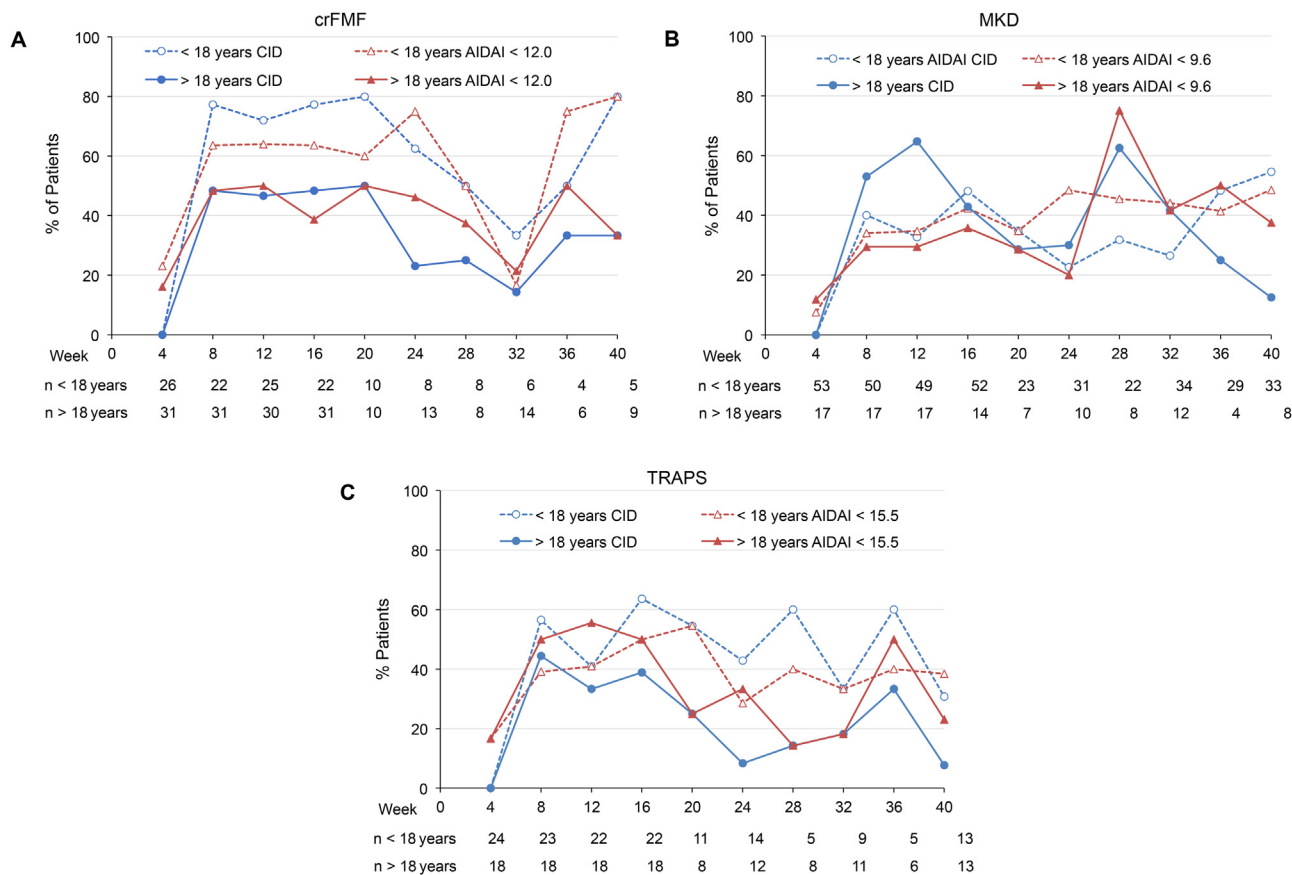 crFMF
A
100
80
60
40
20
0
% of Patients
< 18 years CID
< 18 years AIDAI < 12.0
> 18 years CID
> 18 years AIDAI < 12.0
Week 0 4 8 12 16 20 24 28 32 36 40
n < 18 years 26 22 25 22 10 8 8 6 4 5
n > 18 years 31 31 30 31 10 13 8 14 6 9
MKD
B
100
80
60
40
20
0
% of Patients
< 18 years AIDAI CID
< 18 years AIDAI < 9.6
> 18 years CID
> 18 years AIDAI < 9.6
Week 0 4 8 12 16 20 24 28 32 36 40
n < 18 years 53 50 49 52 23 31 22 34 29 33
n > 18 years 17 17 17 14 7 10 8 12 4 8
TRAPS
C
100
80
60
40
20
0
% Patients
< 18 years CID
< 18 years AIDAI < 15.5
> 18 years CID
> 18 years AIDAI < 15.5
Week 0 4 8 12 16 20 24 28 32 36 40
n < 18 years 24 23 22 22 11 14 5 9 5 13
n > 18 years 18 18 18 18 8 12 8 11 6 13